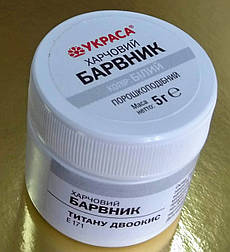 УКРАСА
ХАРЧОВИЙ
БАРВНИК
КОЛІР: БІЛИЙ
ПОРОШКОПОДІБНИЙ
Маса
нетто: 5г℮
ХАРЧОВИЙ
БАРВНИК
ТИТАНУ ДВООКИС
Е171